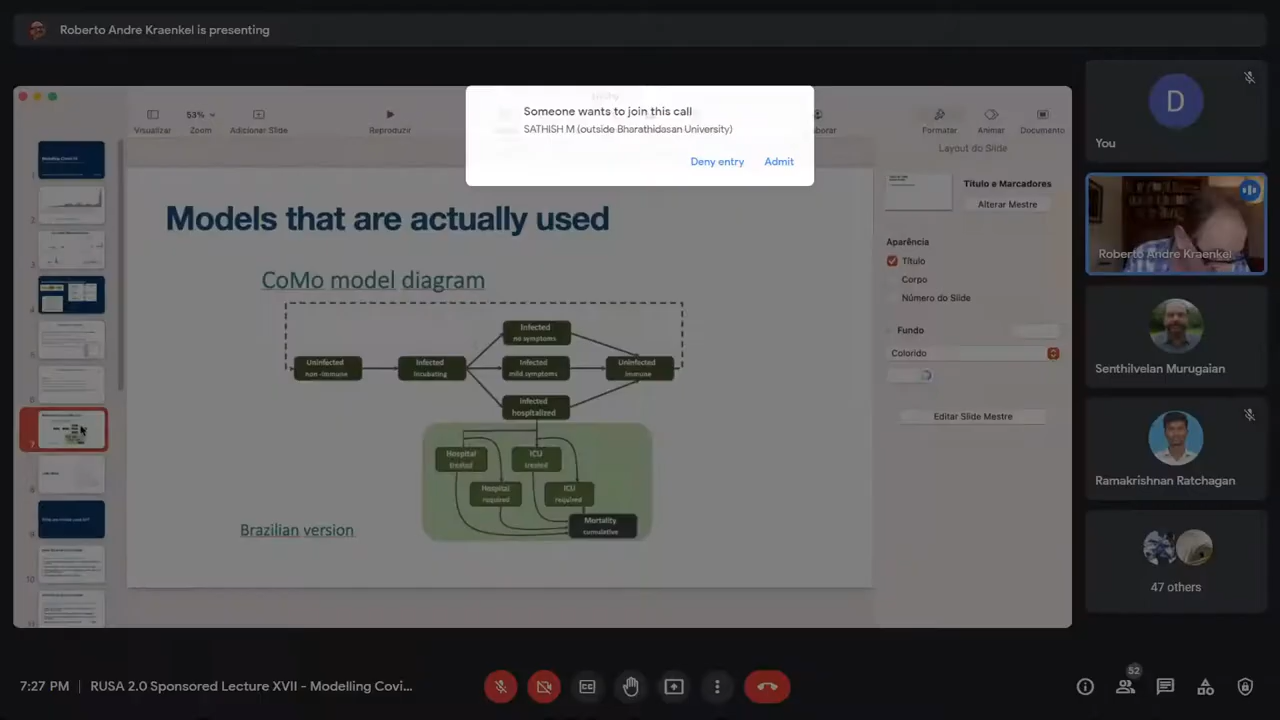 Roberto Andre Kraenkel is presenting
Someone wants to join this call
SATHISH M (outside Bharathidasan University)
Deny entry
Admit
Visualizar
53%
Zoom
Adicionar Slide
Reproduzir
Formatar
Animar
Documento
Models that are actually used
CoMo model diagram
Infected
no symptoms
Uninfected
non-immune
Infected
incubating
Infected
mild symptoms
Uninfected
immune
Infected
hospitalized
Hospital
treated
ICU
treated
Hospital
required
ICU
required
Mortality
cumulative
Brazilian version
Layout do Slide
Título e Marcadores
Alterar Mestre
Aparência
Título
Corpo
Número do Slide
Fundo
Colorido
Editar Slide Mestre
7
10
D
You
Roberto Andre Kraenkel
Senthilvelan Murugaian
Ramakrishnan Ratchagan
47 others
7:27 PM
RUSA 2.0 Sponsored Lecture XVII - Modelling Covi...
52